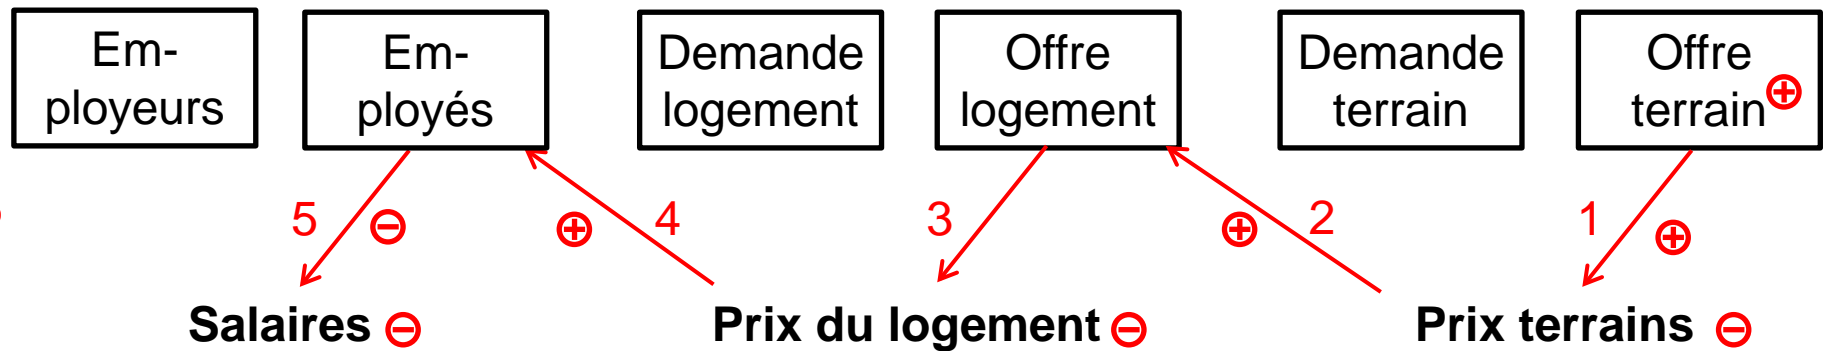 Em-
ployeurs
Em-
ployés
Demande
logement
Offre
logement
Demande
terrain
Offre
terrain ⊕
5 ⊖
⊕ 4
3
⊕ 2
1 ⊕
Salaires ⊖
Prix du logement ⊖
Prix terrains ⊖